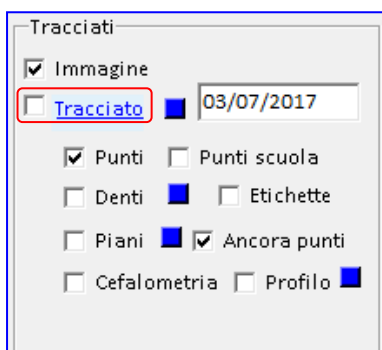 Tracciati
Immagine
Tracciato 03/07/2017
Punti Punti scuola
Denti Etichette
Piani Ancora punti
Cefalometria Profilo